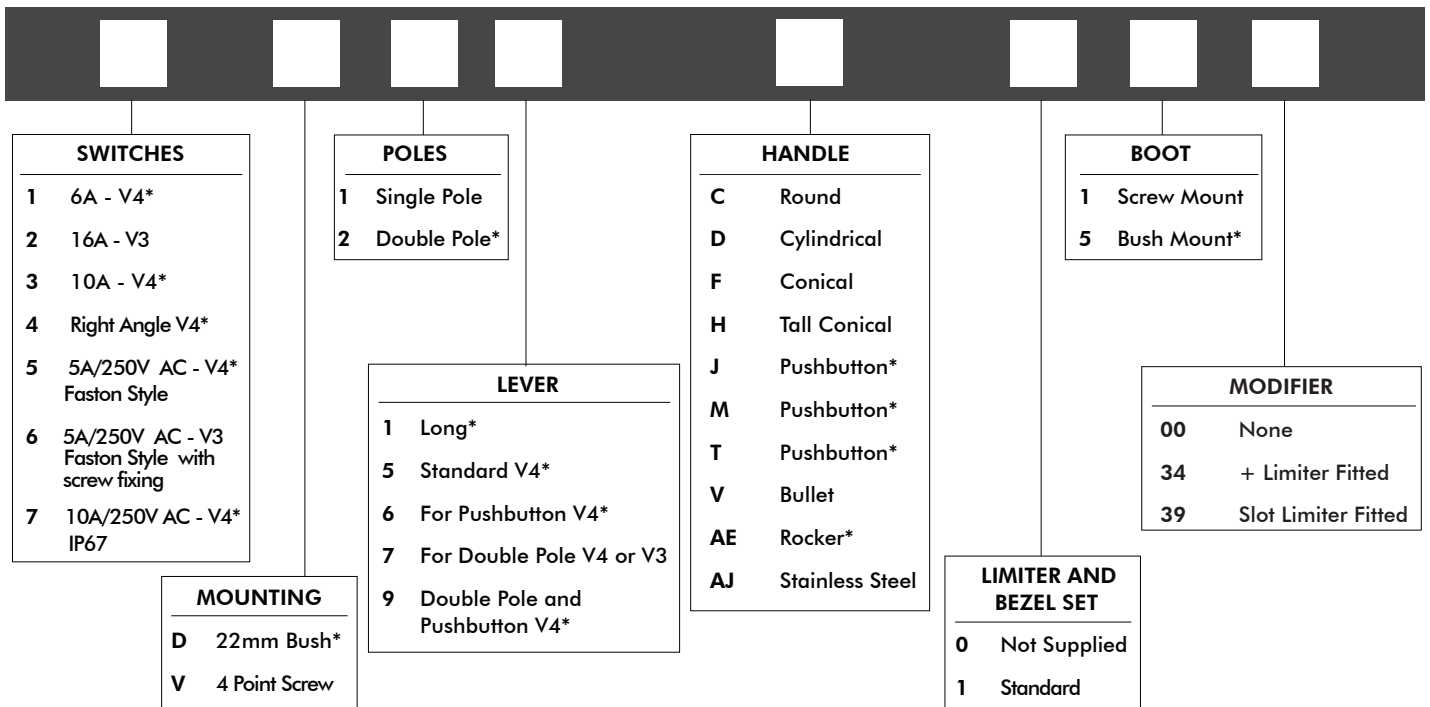 SWITCHES
1 6A - V4*
2 16A - V3
3 10A - V4*
4 Right Angle V4*
5 5A/250V AC - V4*
Faston Style
6 5A/250V AC - V3
Faston Style with
screw fixing
7 10A/250V AC - V4*
IP67
MOUNTING
D 22mm Bush*
V 4 Point Screw
POLES
1 Single Pole
2 Double Pole*
LEVER
1 Long*
5 Standard V4*
6 For Pushbutton V4*
7 For Double Pole V4 or V3
9 Double Pole and
Pushbutton V4*
HANDLE
C Round
D Cylindrical
F Conical
H Tall Conical
J Pushbutton*
M Pushbutton*
T Pushbutton*
V Bullet
AE Rocker*
AJ Stainless Steel
LIMITER AND
BEZEL SET
0 Not Supplied
1 Standard
BOOT
1 Screw Mount
5 Bush Mount*
MODIFIER
00 None
34 + Limiter Fitted
39 Slot Limiter Fitted